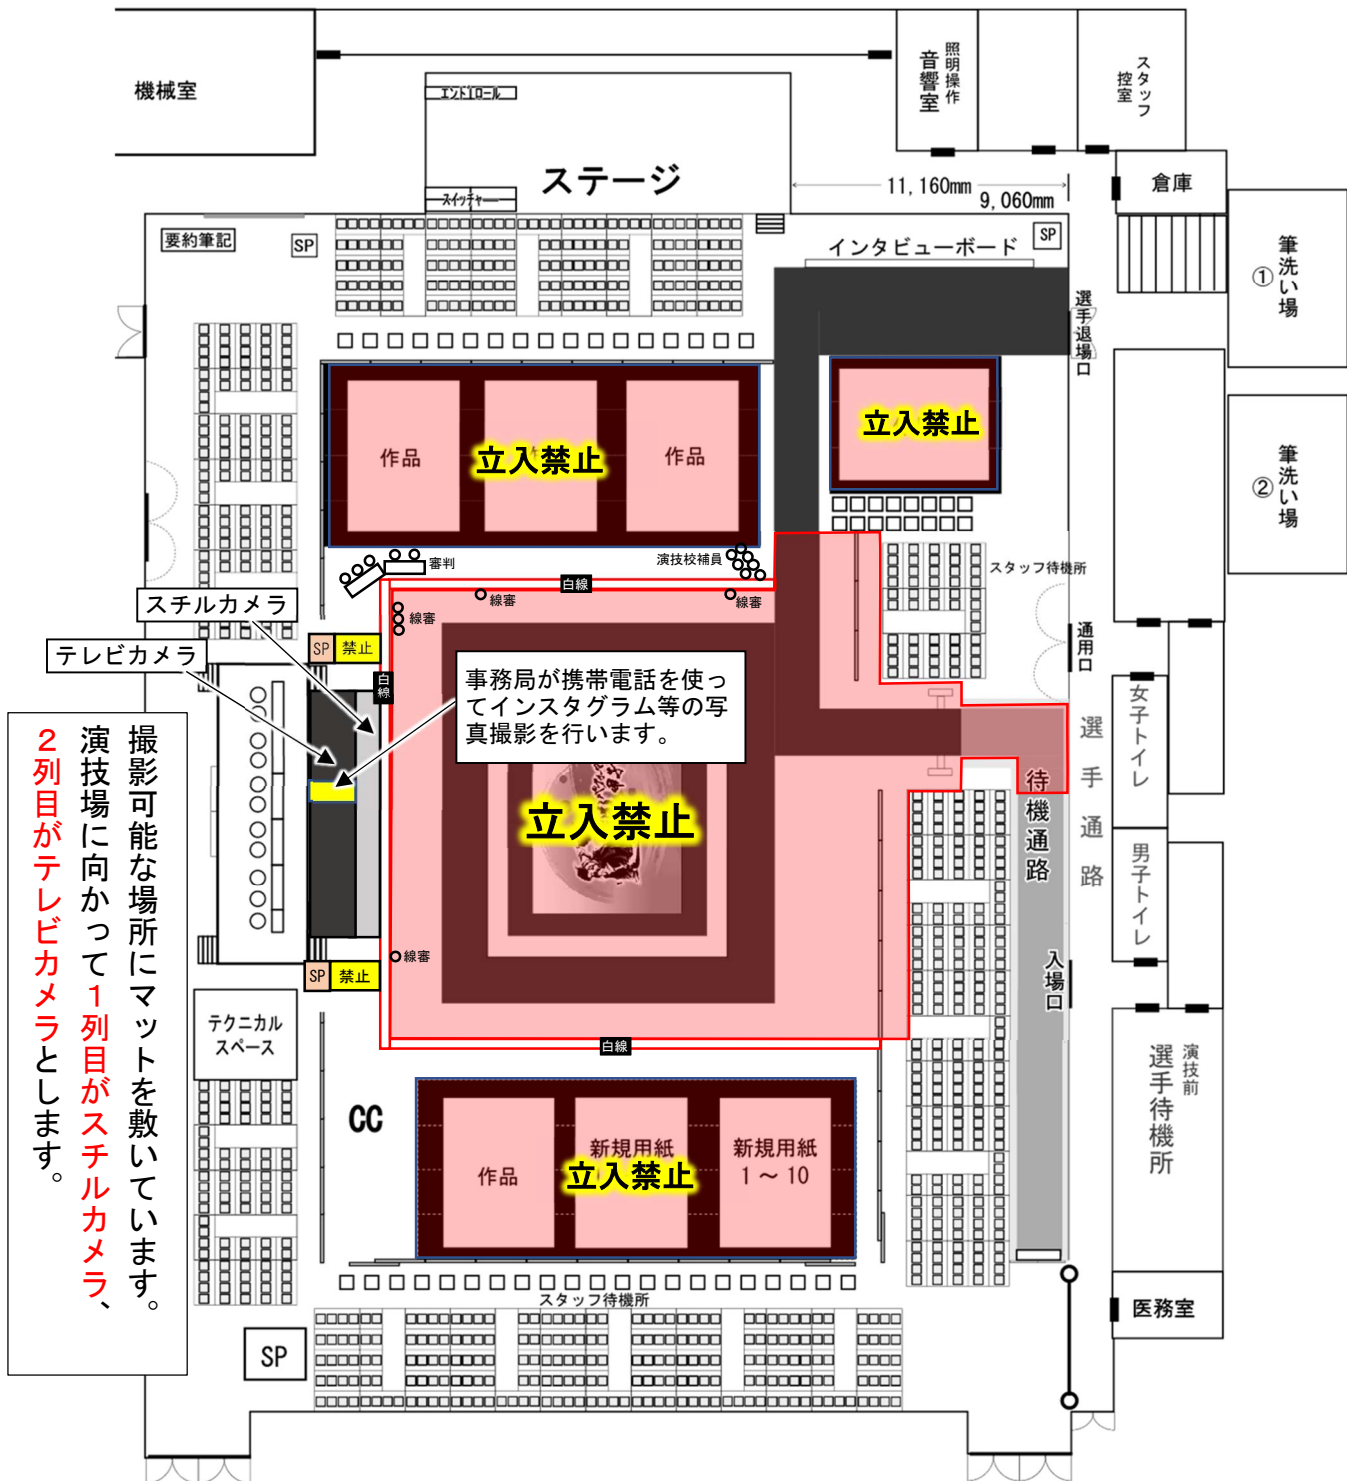 機械室
エンドロール
ステージ
スイッチャー
照明操作
音響室
スタッフ
控室
倉庫
11,160mm
9,060mm
要約筆記
SP
SP
インタビューボード
選手退場口
①筆洗い場
②筆洗い場
作品
立入禁止
作品
立入禁止
審判
演技校補員
白線
線審
線審
線審
スタッフ待機所
通用口
スチルカメラ
テレビカメラ
SP
禁止
白線
事務局が携帯電話を使っ
てインスタグラム等の写
真撮影を行います。
立入禁止
待機通路
選手通路
女子トイレ
男子トイレ
入場口
撮影可能な場所にマットを敷いています。
演技場に向かって1列目がスチルカメラ、
2列目がテレビカメラとします。
線審
SP
禁止
テクニカル
スペース
白線
CC
作品
新規用紙
立入禁止
新規用紙
1～10
演技前
選手待機所
スタッフ待機所
医務室
SP